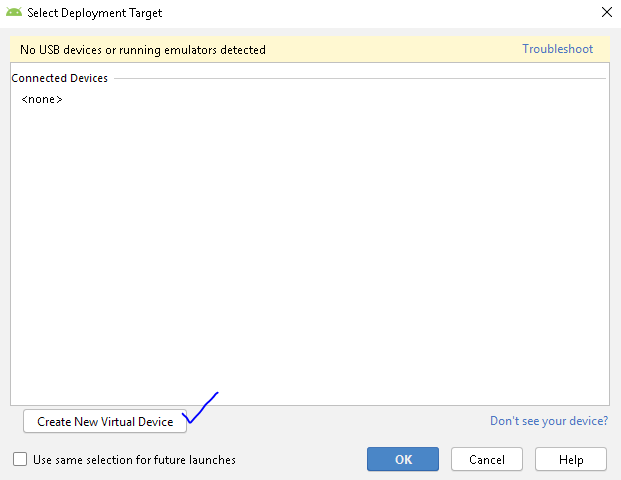 Select Deployment Target
No USB devices or running emulators detected Troubleshoot
Connected Devices
<none>
Create New Virtual Device Don't see your device?
Use same selection for future launches OK Cancel Help